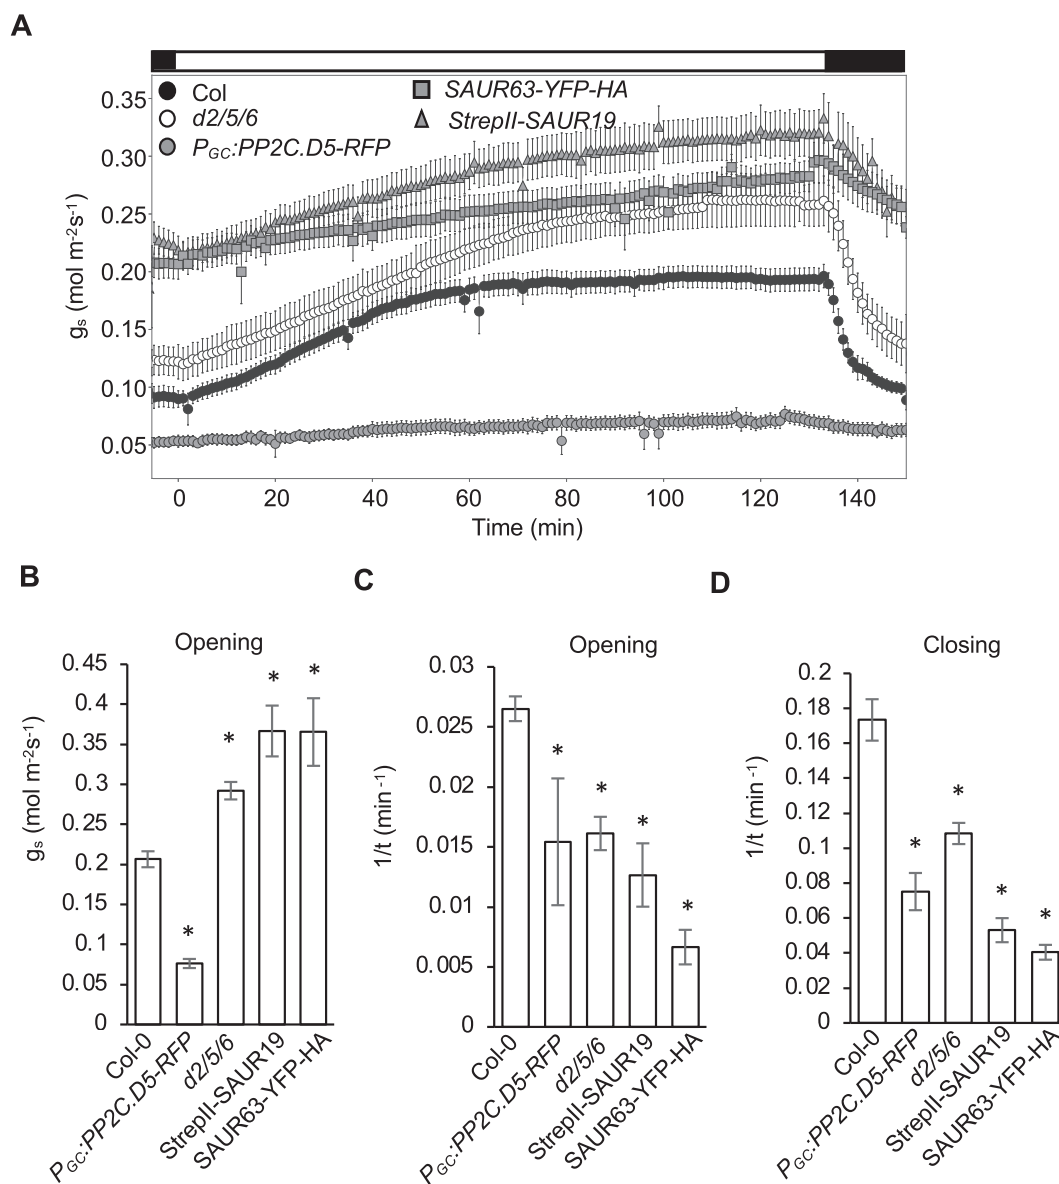 A
Col
d2/5/6
PGC:PP2C.D5-RFP
SAUR63-YFP-HA
StrepII-SAUR19
0.35
0.30
0.25
0.20
0.15
0.10
0.05
gs (mol m-2s-1)
0 20 40 60 80 100 120 140
Time (min)
B
Opening
0.45
0.4
0.35
0.3
0.25
0.2
0.15
0.1
0.05
0
gs (mol m-2s-1)
* * * *
Col-0
PGC:PP2C.D5-RFP
d2/5/6
StrepII-SAUR19
SAUR63-YFP-HA
C
Opening
0.03
0.025
0.02
0.015
0.01
0.005
0
1/t (min -1)
* * * *
Col-0
PGC:PP2C.D5-RFP
d2/5/6
StrepII-SAUR19
SAUR63-YFP-HA
D
Closing
0.2
0.18
0.16
0.14
0.12
0.1
0.08
0.06
0.04
0.02
0
1/t (min -1)
* * * *
Col-0
PGC:PP2C.D5-RFP
d2/5/6
StrepII-SAUR19
SAUR63-YFP-HA